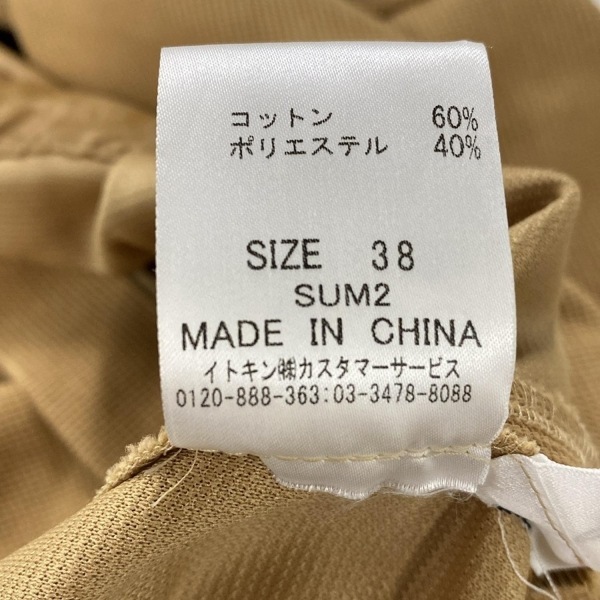 コットン 60%
ポリエステル 40%
SIZE 38
SUM2
MADE IN CHINA
イトキン㈱カスタマーサービス
0120-888-363:03-3478-8088